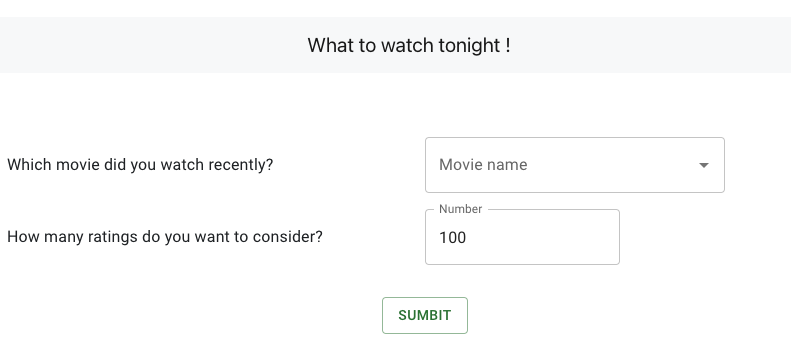 What to watch tonight !
Which movie did you watch recently?
Movie name
Number
How many ratings do you want to consider?
100
SUMBIT